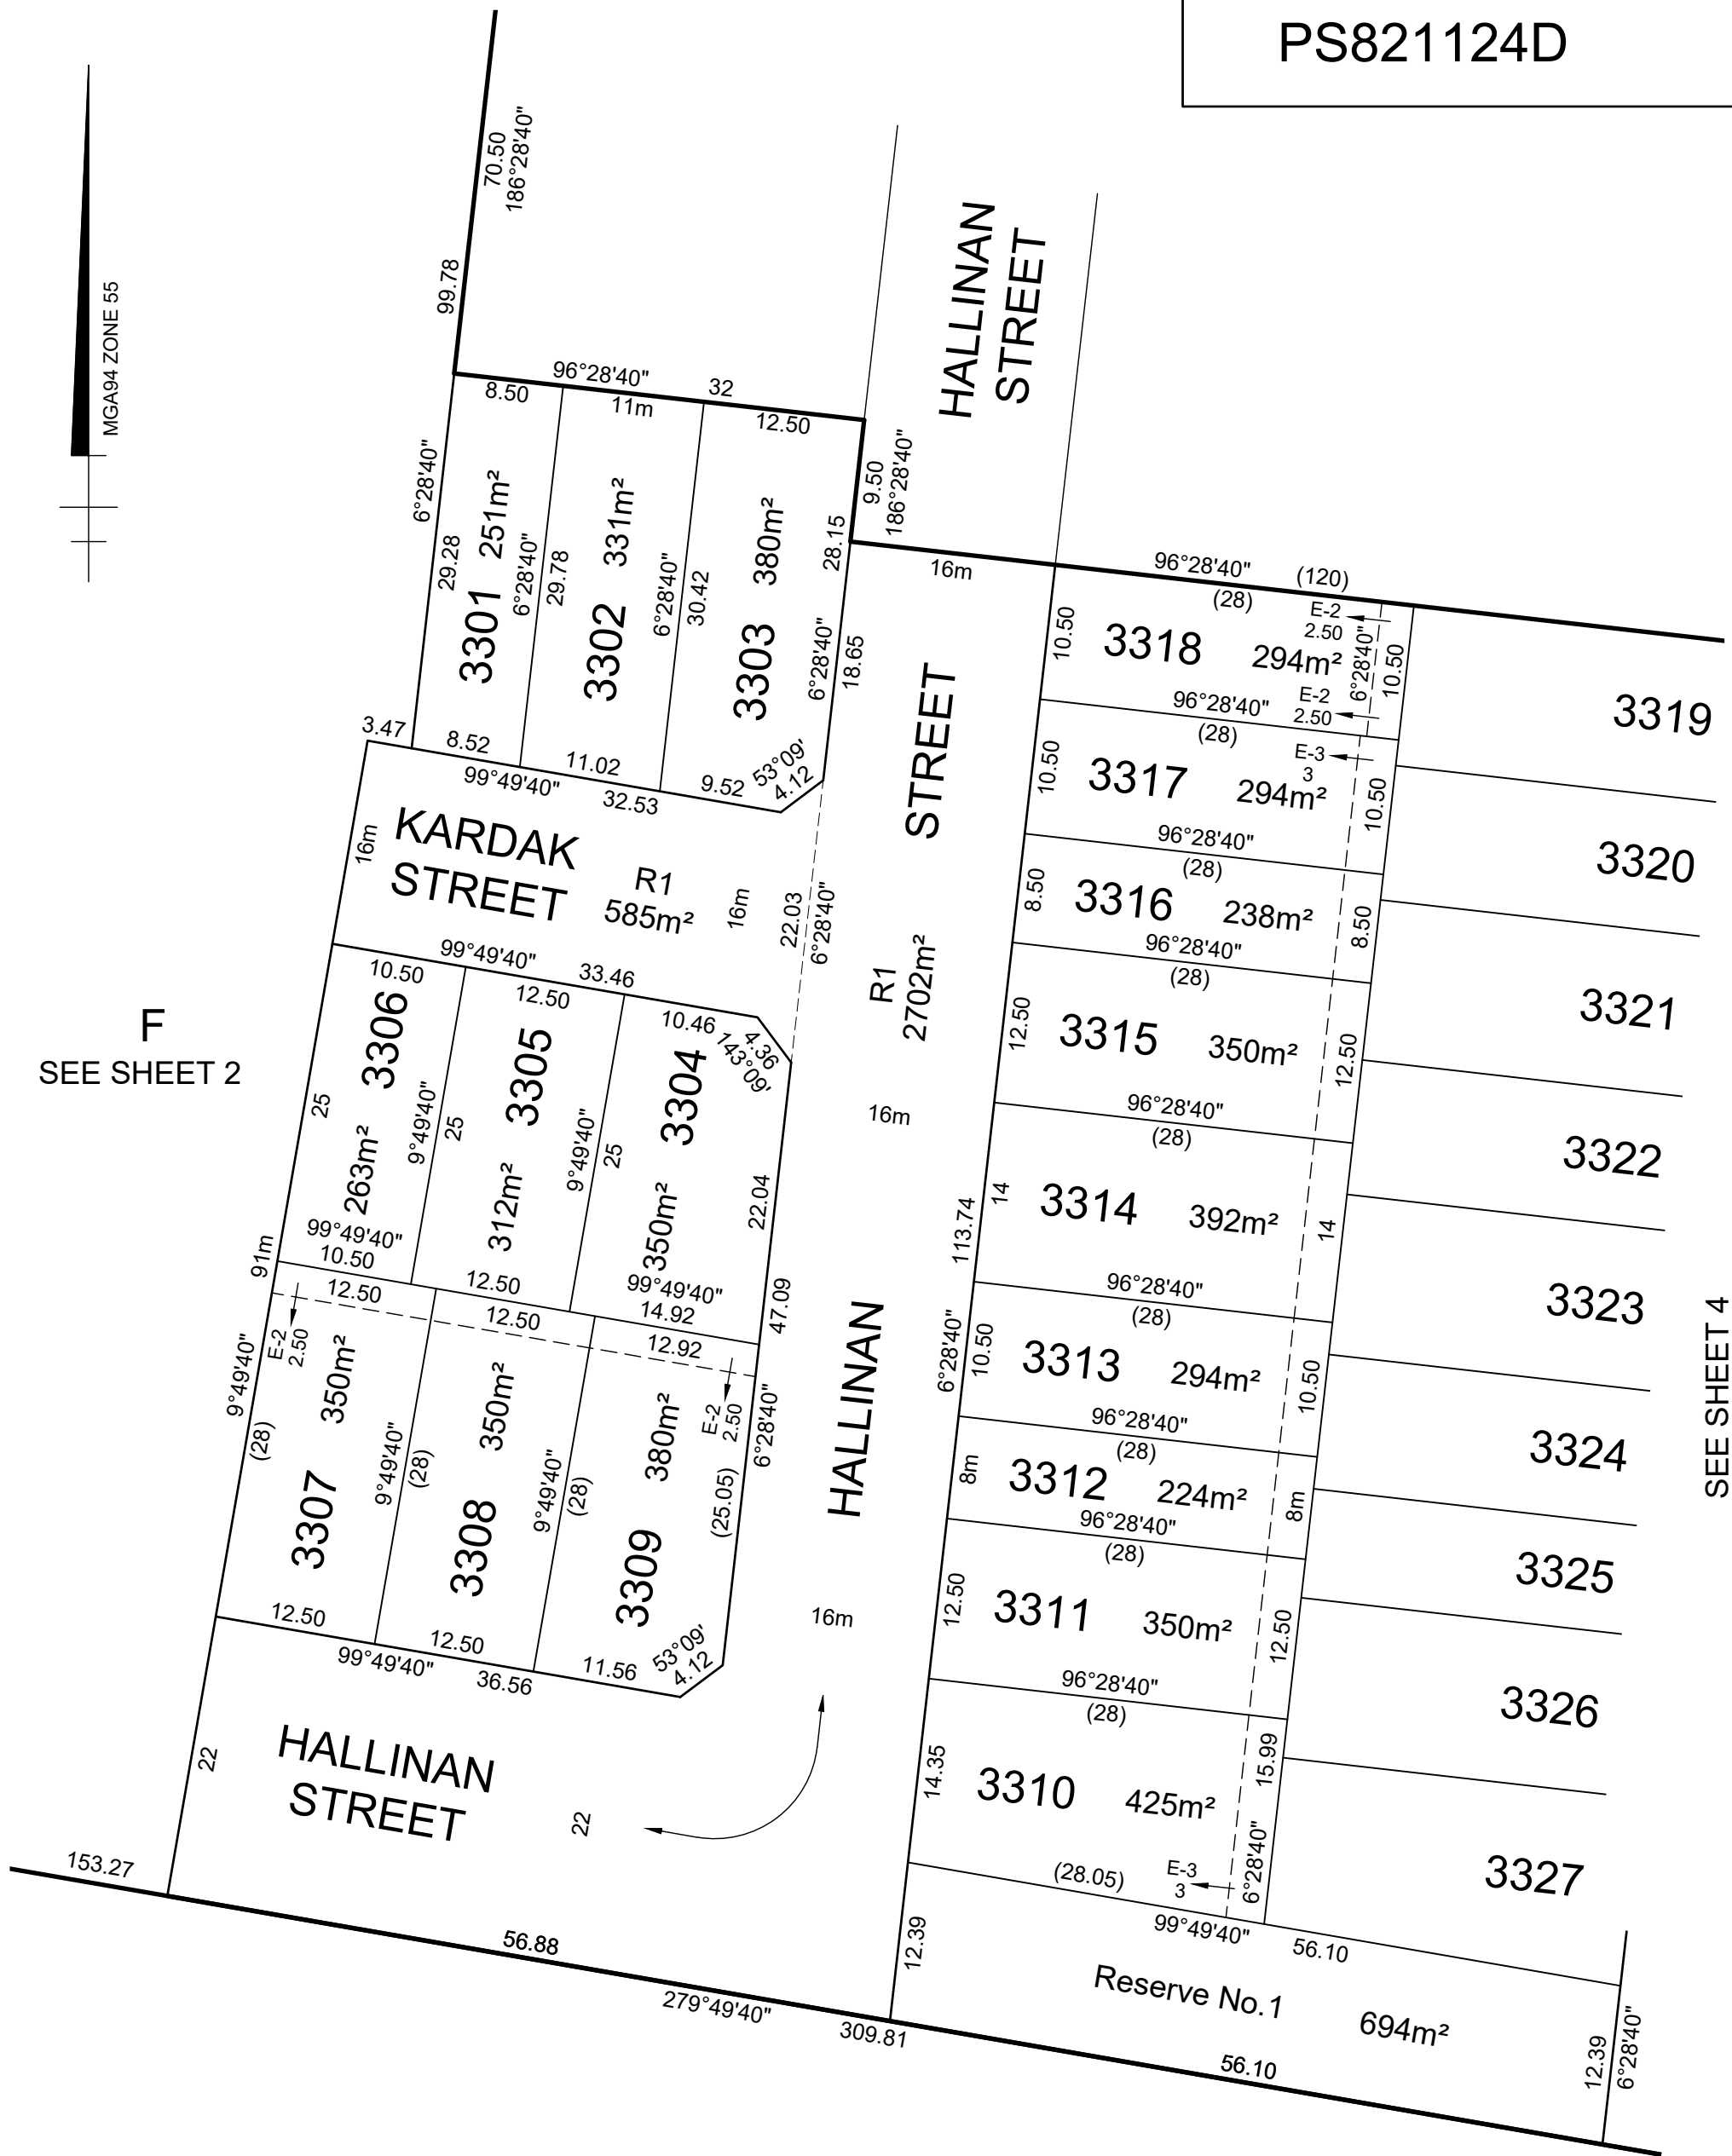 PS821124D
MGA94 ZONE 55
70.50
186°28'40"
99.78
HALLINAN
STREET
96°28'40"
32
8.50
11m
12.50
9.50
186°28'40"
6°28'40"
29.28
3301 251m²
6°28'40"
29.78
3302 331m²
6°28'40"
30.42
3303 380m²
28.15
6°28'40"
18.65
16m
96°28'40"
(120)
3.47
8.52
11.02
9.52
53°09'
4.12
99°49'40"
32.53
16m
KARDAK
STREET
R1
585m²
16m
22.03
6°28'40"
STREET
R1
2702m²
16m
HALLINAN
16m
F
SEE SHEET 2
99°49'40"
33.46
10.50
12.50
10.46
4.36
143°09'
25
3306
263m²
99°49'40"
10.50
9°49'40"
25
3305
312m²
12.50
9°49'40"
25
3304
350m²
99°49'40"
14.92
22.04
47.09
91m
9°49'40"
12.50
12.50
12.92
E-2
2.50
E-2
2.50
6°28'40"
350m²
3307
(28)
9°49'40"
(28)
350m²
3308
9°49'40"
(28)
380m²
3309
(25.05)
12.50
12.50
11.56
53°09'
4.12
99°49'40"
36.56
22
HALLINAN
STREET
22
153.27
56.88
279°49'40"
309.81
(28)
10.50
3318 294m²
E-2
2.50
6°28'40"
10.50
E-2
2.50
96°28'40"
(28)
10.50
3317 294m²
E-3
3
10.50
96°28'40"
(28)
8.50
3316 238m²
8.50
96°28'40"
(28)
12.50
3315 350m²
12.50
96°28'40"
(28)
14
3314 392m²
14
113.74
6°28'40"
96°28'40"
(28)
10.50
3313 294m²
10.50
96°28'40"
(28)
8m
3312 224m²
8m
96°28'40"
(28)
12.50
3311 350m²
12.50
96°28'40"
(28)
14.35
3310 425m²
15.99
6°28'40"
(28.05)
E-3
3
99°49'40"
56.10
12.39
Reserve No.1 694m²
56.10
12.39
6°28'40"
3319
3320
3321
3322
3323
3324
3325
3326
3327
SEE SHEET 4